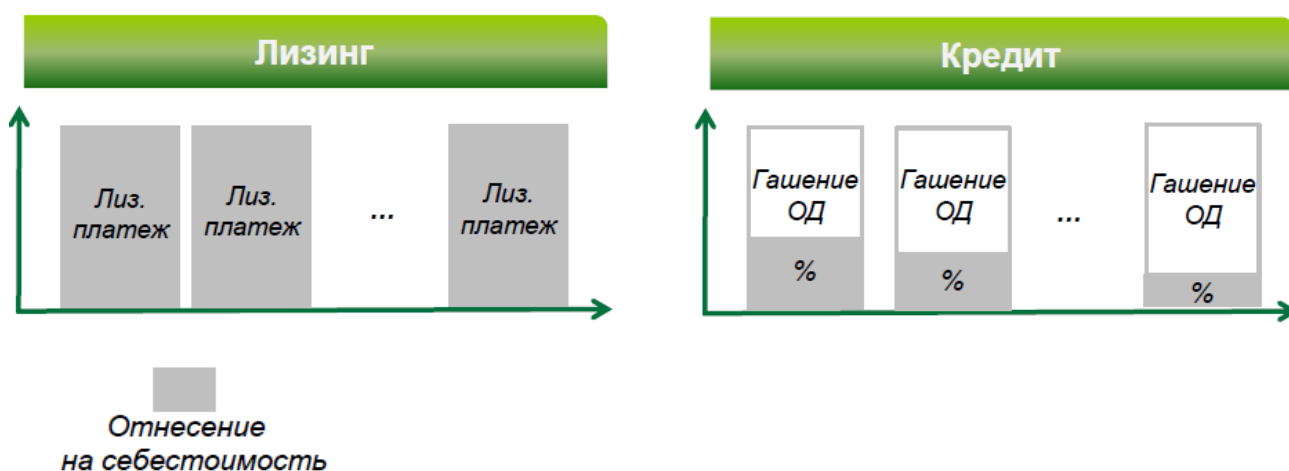 Лизинг
Лиз.
платеж
Лиз.
платеж
...
Лиз.
платеж
Отнесение
на себестоимость
Кредит
Гашение
ОД
%
Гашение
ОД
%
...
Гашение
ОД
%